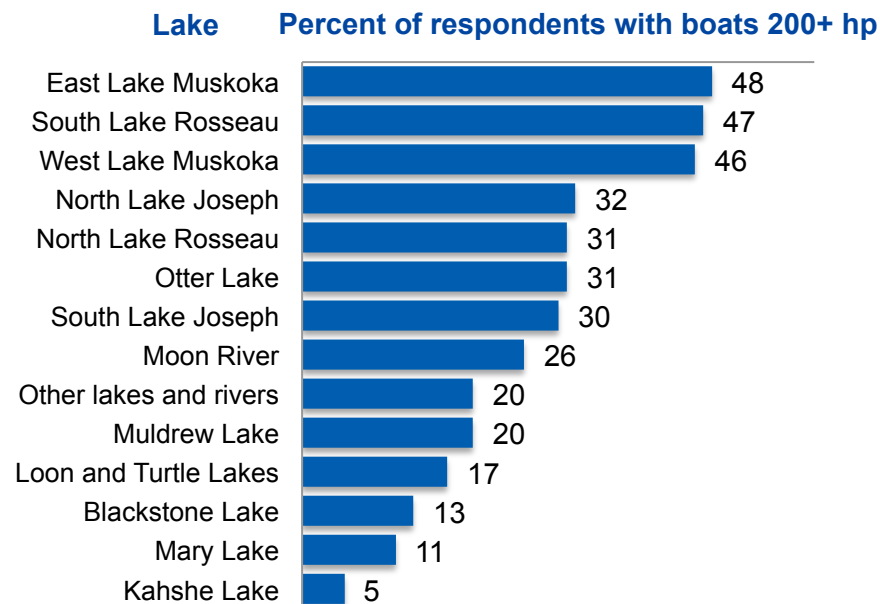 Lake Percent of respondents with boats 200+ hp
East Lake Muskoka 48
South Lake Rosseau 47
West Lake Muskoka 46
North Lake Joseph 32
North Lake Rosseau 31
Otter Lake 31
South Lake Joseph 30
Moon River 26
Other lakes and rivers 20
Muldrew Lake 20
Loon and Turtle Lakes 17
Blackstone Lake 13
Mary Lake 11
Kahshe Lake 5